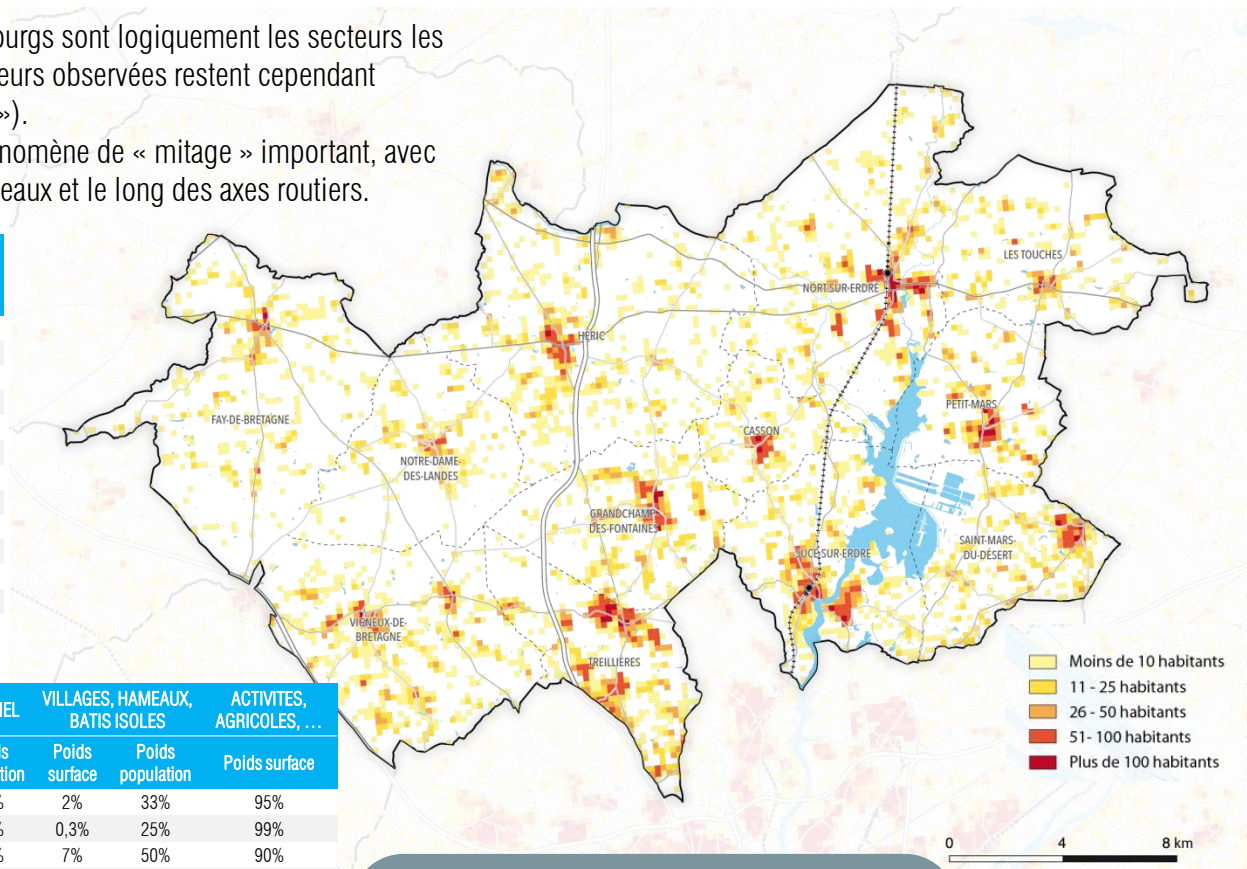 ourgs sont logiquement les secteurs les
eurs observées restent cependant
»).
nomène de « mitage » important, avec
eaux et le long des axes routiers.
LES TOUCHES
NORT-SUR-ERDRE
HERIC
PETIT-MARS
FAY-DE-BRETAGNE
CASSON
NOTRE-DAME-
DES-LANDES
GRANDCHAMP-
DES-FONTAINES
SUCE-SUR-ERDRE
SAINT-MARS-
DU-DÉSERT
VIGNEUX-DE-
BRETAGNE
TREILLIÈRES
Moins de 10 habitants
11 - 25 habitants
26 - 50 habitants
51- 100 habitants
Plus de 100 habitants
0 4 8 km
IEL VILLAGES, HAMEAUX, ACTIVITES,
BATIS ISOLES AGRICOLES, …
Poids Poids Poids surface
tion surface population
% 2% 33% 95%
% 0,3% 25% 99%
% 7% 50% 90%